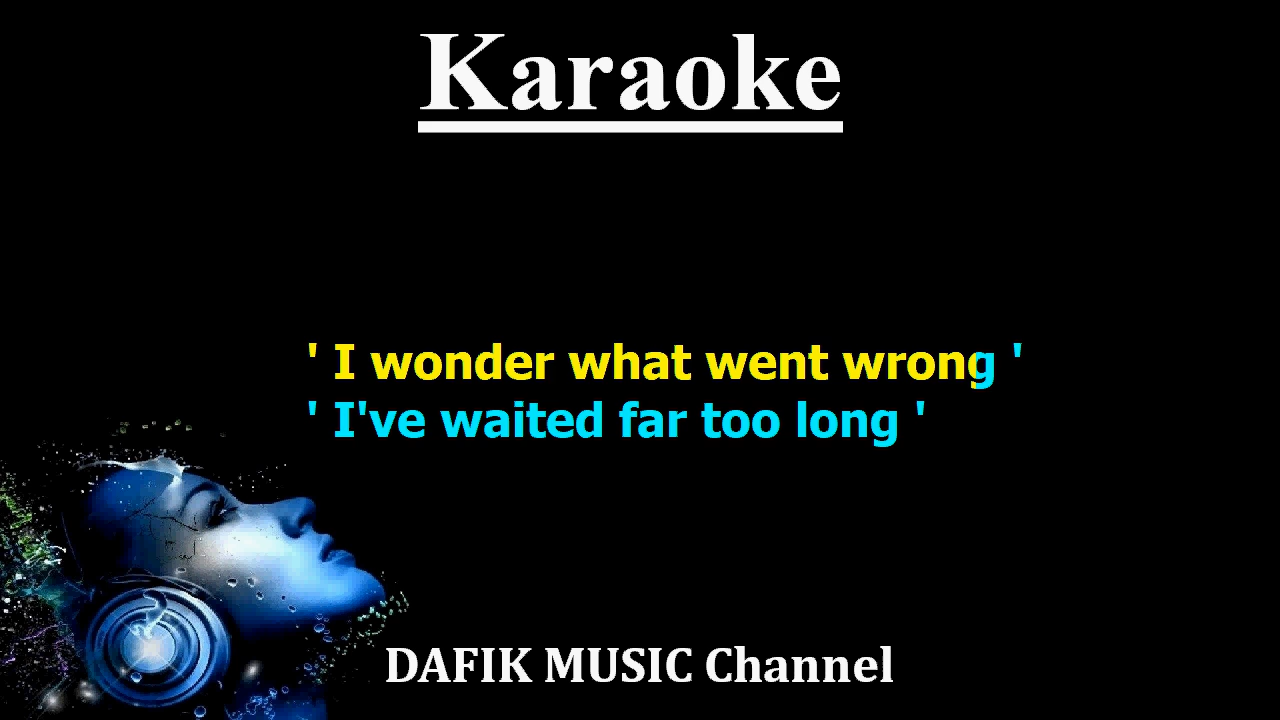 Karaoke
' I wonder what went wrong '
' I've waited far too long '
DAFIK MUSIC Channel